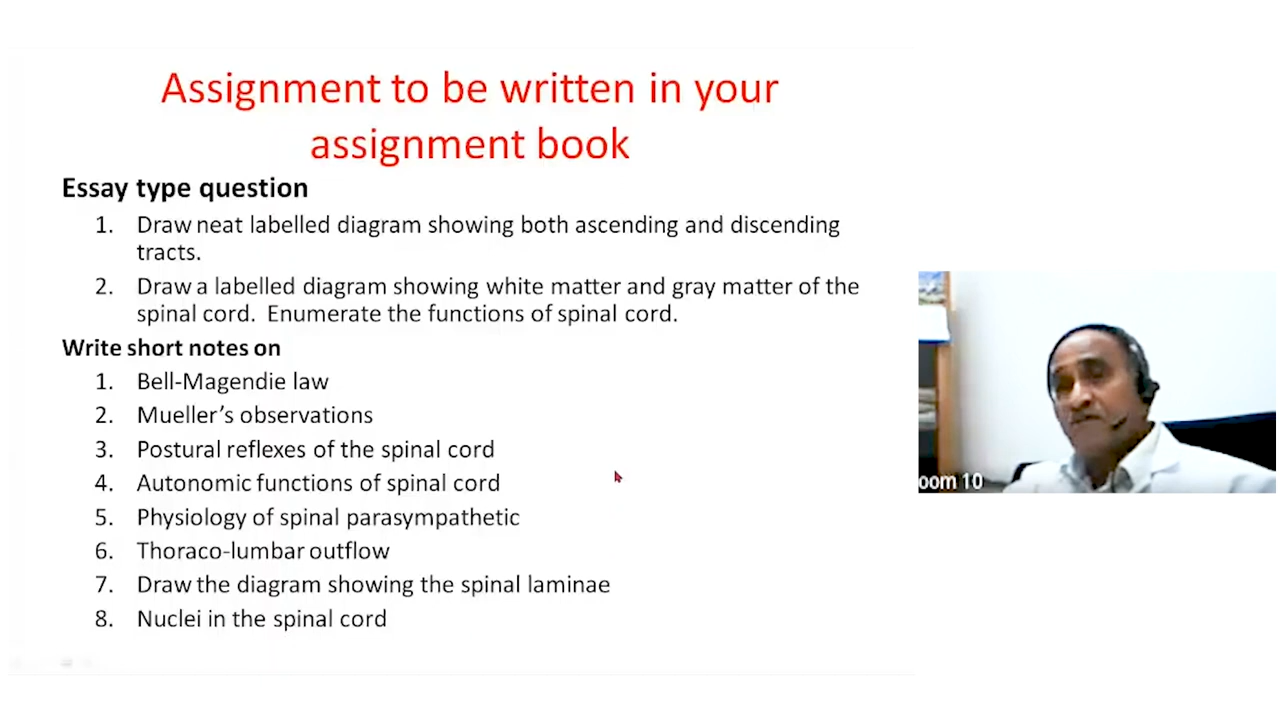 Assignment to be written in your
assignment book
Essay type question
1. Draw neat labelled diagram showing both ascending and discending
tracts.
2. Draw a labelled diagram showing white matter and gray matter of the
spinal cord. Enumerate the functions of spinal cord.
Write short notes on
1. Bell-Magendie law
2. Mueller’s observations
3. Postural reflexes of the spinal cord
4. Autonomic functions of spinal cord
5. Physiology of spinal parasympathetic
6. Thoraco-lumbar outflow
7. Draw the diagram showing the spinal laminae
8. Nuclei in the spinal cord
oom 10